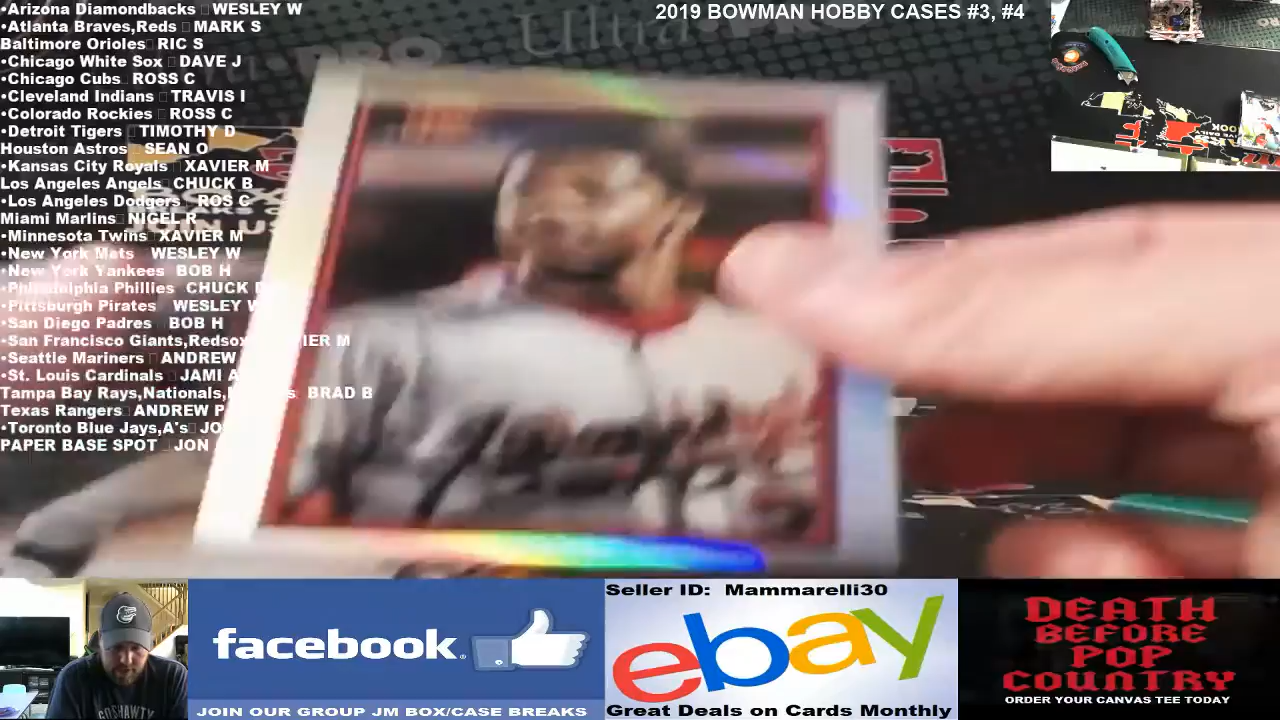 •Arizona Diamondbacks WESLEY W
•Atlanta Braves,Reds MARK S
Baltimore Orioles RIC S
•Chicago White Sox DAVE J
•Chicago Cubs ROSS C
•Cleveland Indians TRAVIS I
•Colorado Rockies ROSS C
•Detroit Tigers TIMOTHY D
Houston Astros SEAN O
•Kansas City Royals XAVIER M
Los Angeles Angels CHUCK B
•Los Angeles Dodgers ROS C
Miami Marlins NIGEL R
•Minnesota Twins XAVIER M
•New York Mats WESLEY W
•New York Yankees BOB H
•Philadelphia Phillies CHUCK
•Pittsburgh Pirates WESLEY W
•San Diego Padres BOB H
•San Francisco Giants,Redsox IER M
•Seattle Mariners ANDREW
•St. Louis Cardinals JAMI A
Tampa Bay Rays,Nationals, BRAD B
Texas Rangers ANDREW P
•Toronto Blue Jays,A's JO
PAPER BASE SPOT JON
2019 BOWMAN HOBBY CASES #3, #4
Ultra PRO
facebook.
JOIN OUR GROUP JM BOX/CASE BREAKS
Seller ID: Mammarelli30
ebay
Great Deals on Cards Monthly
DEATH
BEFORE
POP
COUNTRY
ORDER YOUR CANVAS TEE TODAY